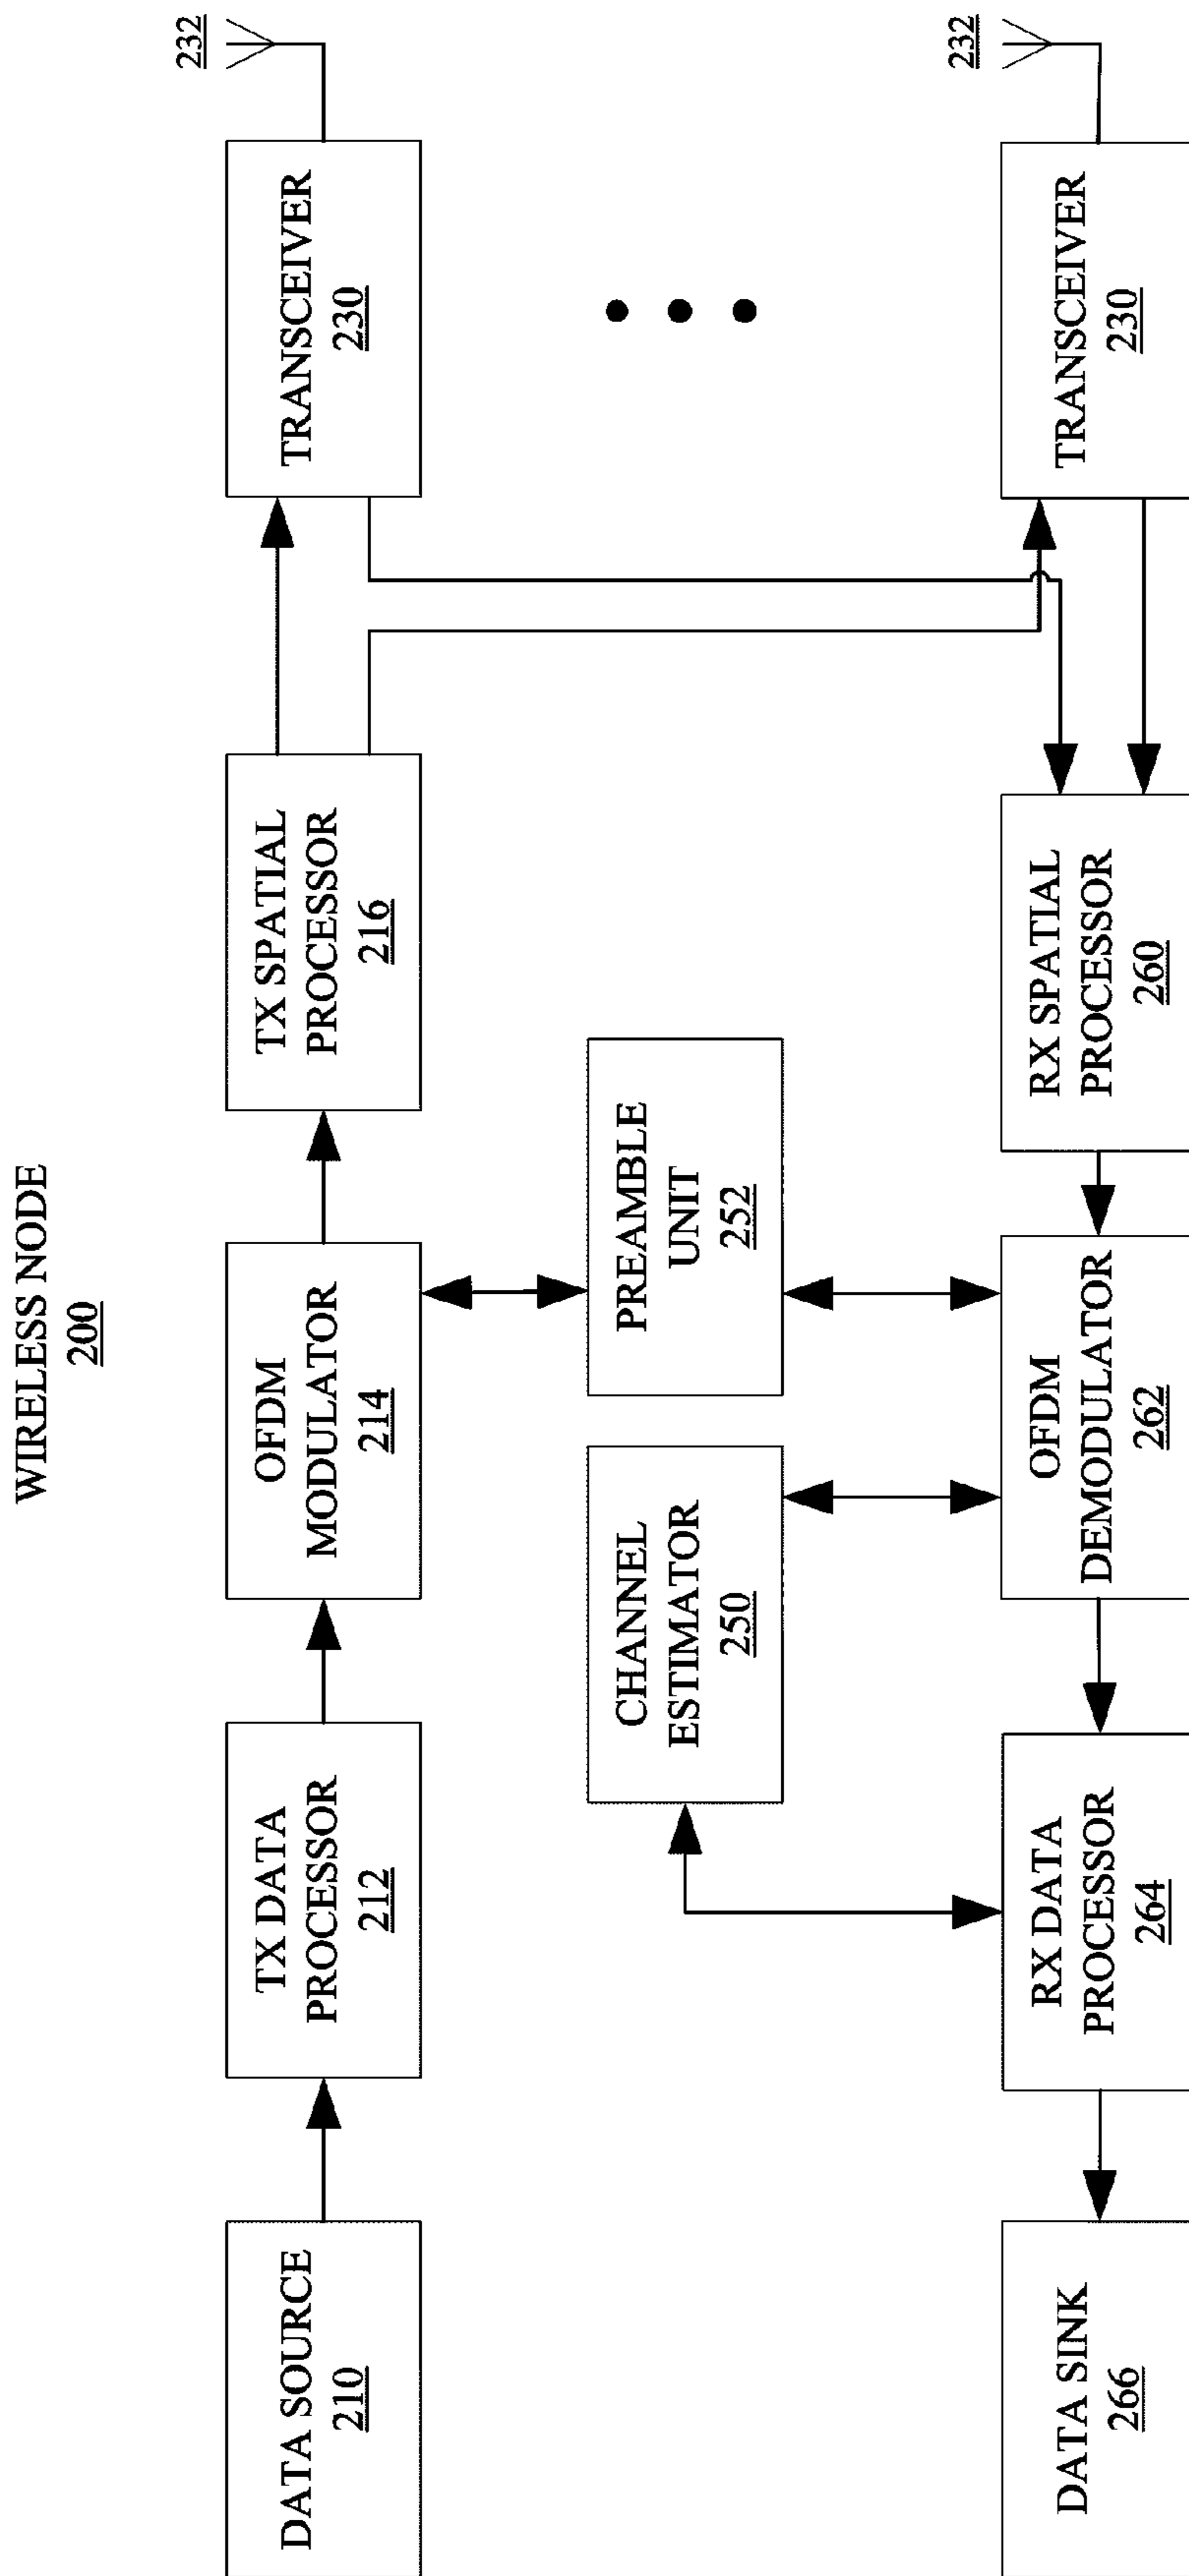 WIRELESS NODE
200
DATA SOURCE
210
TX DATA
PROCESSOR
212
OFDM
MODULATOR
214
TX SPATIAL
PROCESSOR
216
TRANSCEIVER
230
232
CHANNEL
ESTIMATOR
250
PREAMBLE
UNIT
252
DATA SINK
266
RX DATA
PROCESSOR
264
OFDM
DEMODULATOR
262
RX SPATIAL
PROCESSOR
260
TRANSCEIVER
230
232